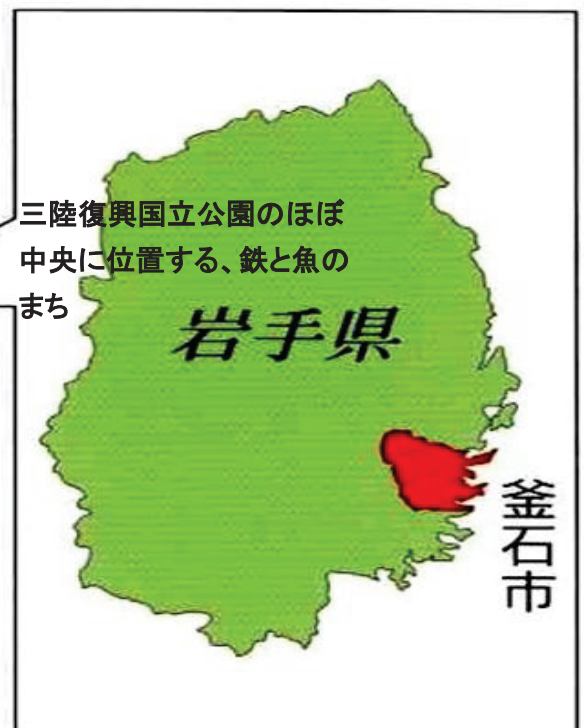 三陸復興国立公園のほぼ
中央に位置する、鉄と魚の
まち
岩手県
釜石市